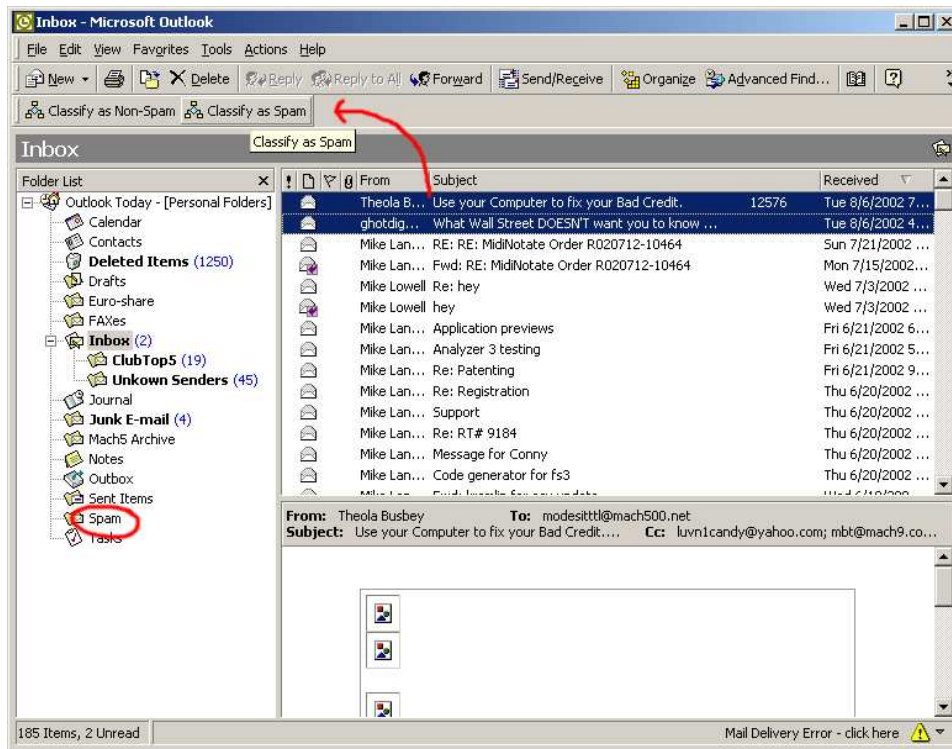 Inbox - Microsoft Outlook
File Edit View Favorites Tools Actions Help
New Delete Reply Reply to All Forward Send/Receive Organize Advanced Find...
Classify as Non-Spam Classify as Spam
Classify as Spam
Inbox
Folder List
Outlook Today - [Personal Folders]
Calendar
Contacts
Deleted Items (1250)
Drafts
Euro-share
FAXes
Inbox (2)
ClubTop5 (19)
Unkown Senders (45)
Journal
Junk E-mail (4)
Mach5 Archive
Notes
Outbox
Sent Items
Spam
Tasks
! From Subject Received
Theola B... Use your Computer to fix your Bad Credit. 12576 Tue 8/6/2002 7...
ghotdig... What Wall Street DOESN'T want you to know ... Tue 8/6/2002 4...
Mike Lan... RE: RE: MidiNotate Order R020712-10464 Sun 7/21/2002 ...
Mike Lan... Fwd: RE: MidiNotate Order R020712-10464 Mon 7/15/2002...
Mike Lowell Re: hey Wed 7/3/2002 ...
Mike Lowell hey Wed 7/3/2002 ...
Mike Lan... Application previews Fri 6/21/2002 6...
Mike Lan... Analyzer 3 testing Fri 6/21/2002 5...
Mike Lan... Re: Patenting Fri 6/21/2002 9...
Mike Lan... Re: Registration Thu 6/20/2002 ...
Mike Lan... Support Thu 6/20/2002 ...
Mike Lan... Re: RT# 9184 Thu 6/20/2002 ...
Mike Lan... Message for Conny Thu 6/20/2002 ...
Mike Lan... Code generator for fs3 Thu 6/20/2002 ...
From: Theola Busbey To: modesitttl@mach500.net
Subject: Use your Computer to fix your Bad Credit.... Cc: luvn1candy@yahoo.com; mbt@mach9.co...
185 Items, 2 Unread Mail Delivery Error - click here